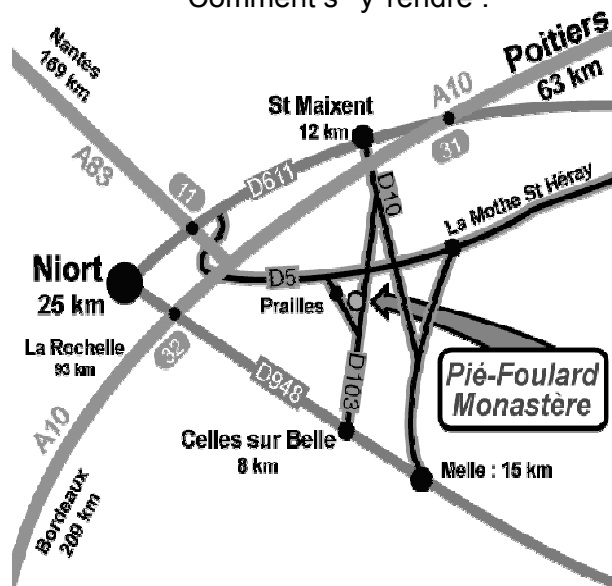 Comment s'' y rendre :
Nantes
169 km
Poitiers
63 km
A10
St Maixent
12 km
31
A83
11
D611
D10
La Mothe St Héray
Niort
25 km
D5
Prailles
La Rochelle
93 km
32
D948
D103
Pié-Foulard
Monastère
A10
Celles sur Belle
8 km
Melle : 15 km
Bordeaux
209 km